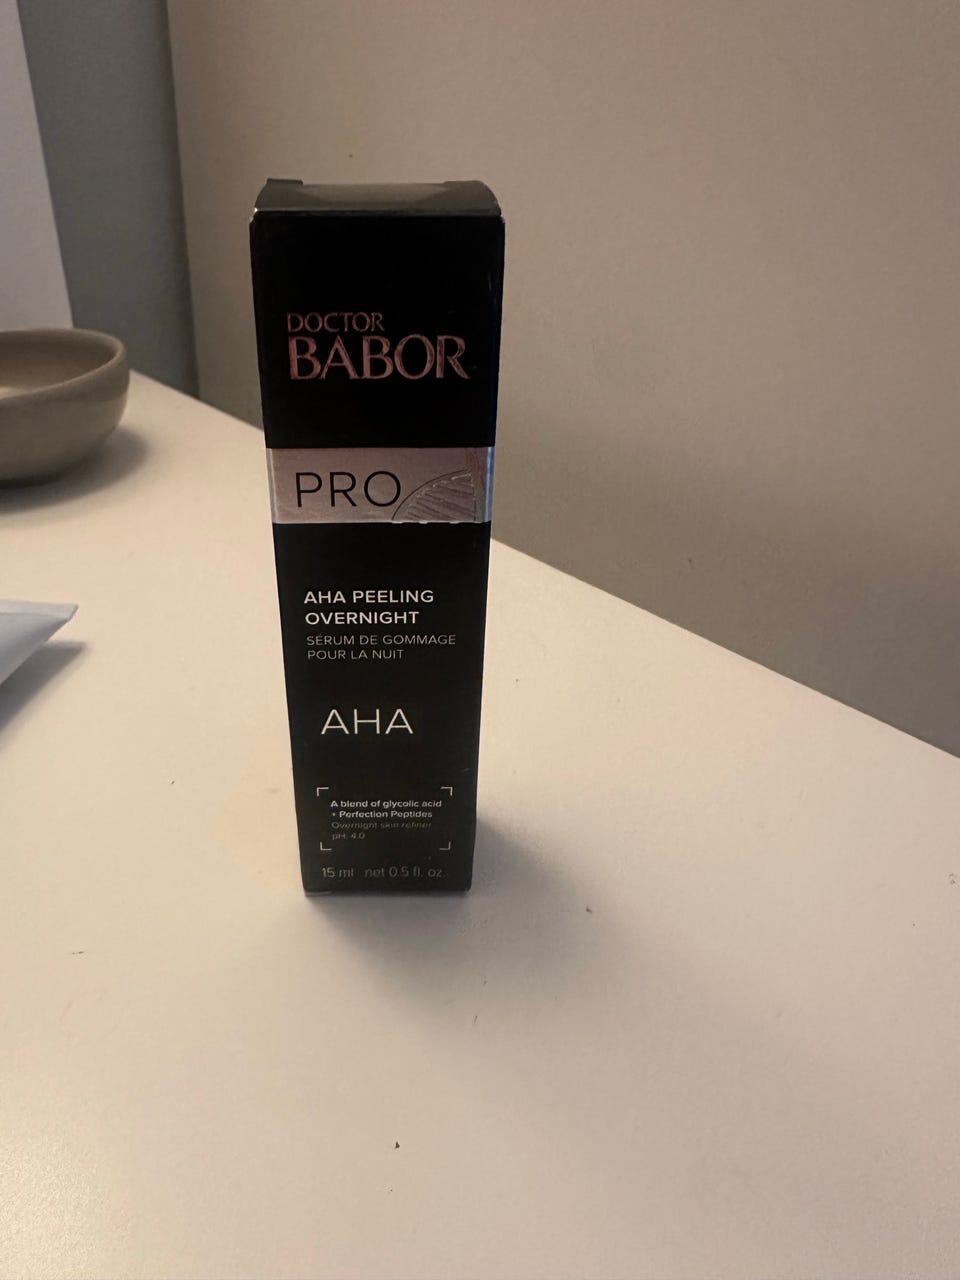 DOCTOR
BABOR
PRO
AHA PEELING
OVERNIGHT
SÉRUM DE GOMMAGE
POUR LA NUIT
AHA
A blend of glycolic acid
+ Perfection Peptides
Overnight skin refiner
pH: 4.0
15 ml net 0.5 fl. oz.